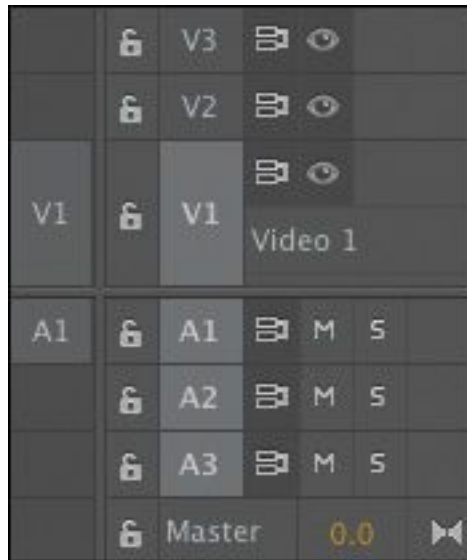 V3
V2
V1 V1
Video 1
A1 A1 M S
A2 M S
A3 M S
Master 0.0